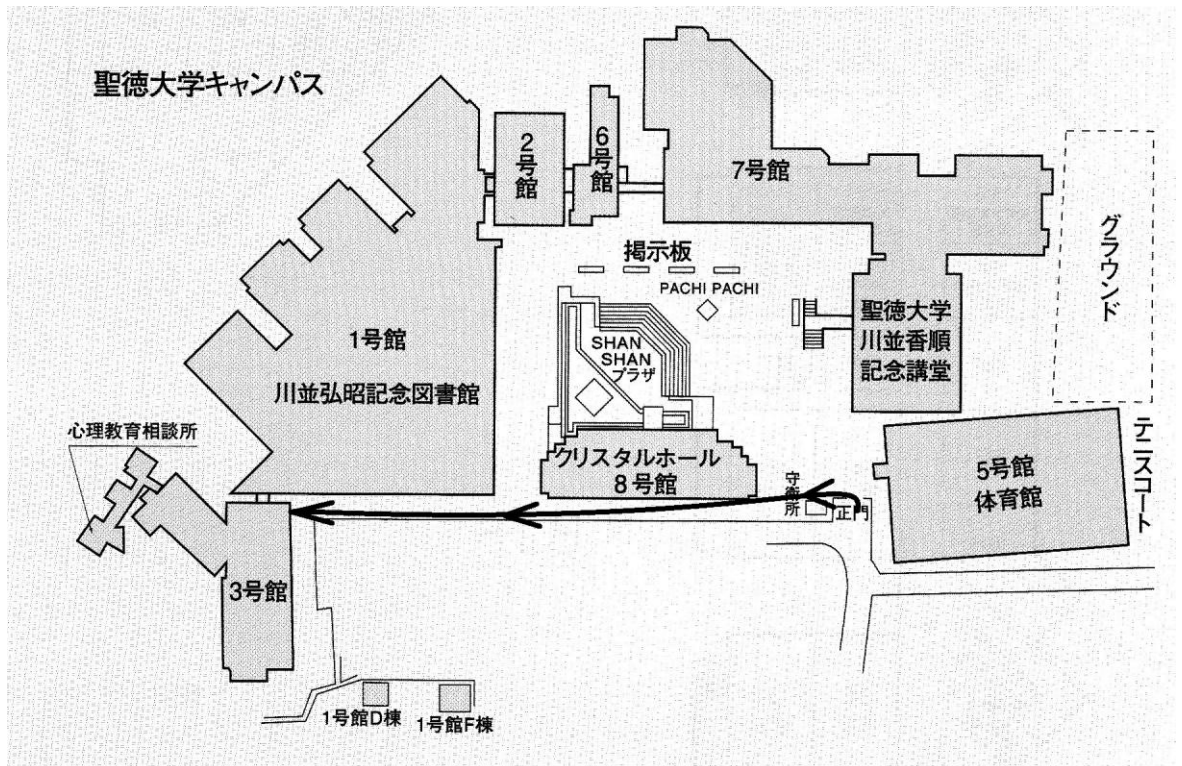 聖徳大学キャンパス
2号館
6号館
7号館
グラウンド
掲示板
PACHI PACHI
聖徳大学
川並香順
記念講堂
SHAN
SHAN
プラザ
1号館
川並弘昭記念図書館
心理教育相談所
クリスタルホール
8号館
守衛所
正門
5号館
体育館
テニスコート
3号館
1号館D棟
1号館F棟